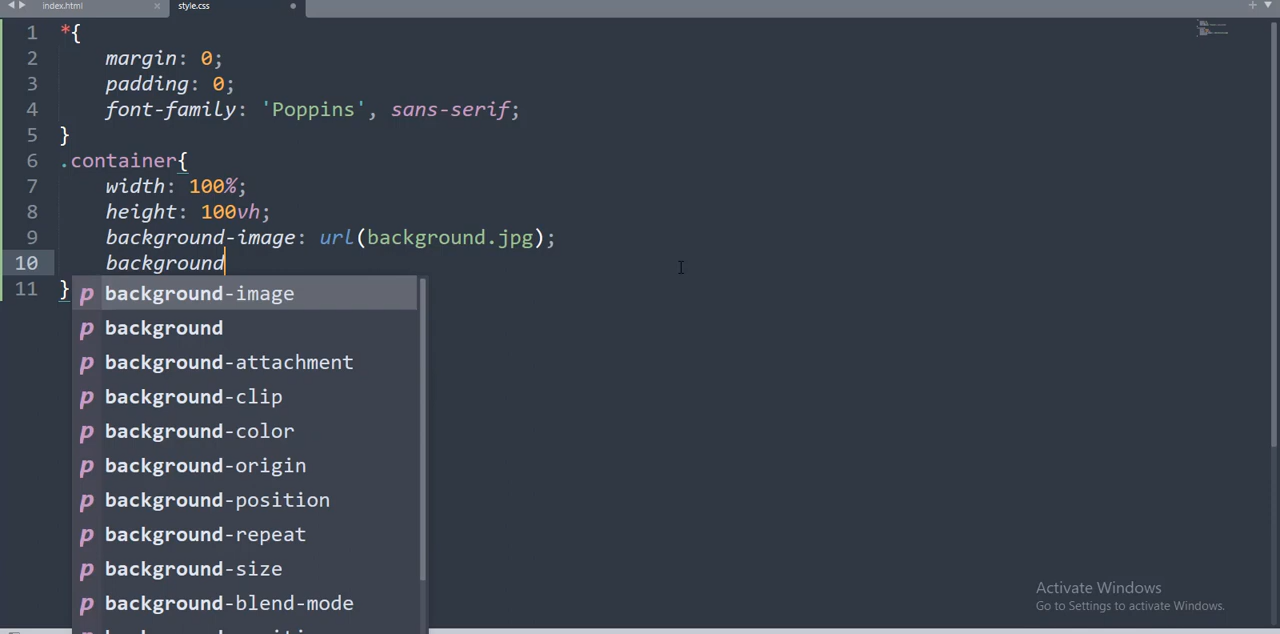 index.html
style.css
1 *{
2 margin: 0;
3 padding: 0;
4 font-family: 'Poppins', sans-serif;
5 }
6 .container{
7 width: 100%;
8 height: 100vh;
9 background-image: url(background.jpg);
10 background
11 }
p background-image
p background
p background-attachment
p background-clip
p background-color
p background-origin
p background-position
p background-repeat
p background-size
p background-blend-mode
Activate Windows
Go to Settings to activate Windows.